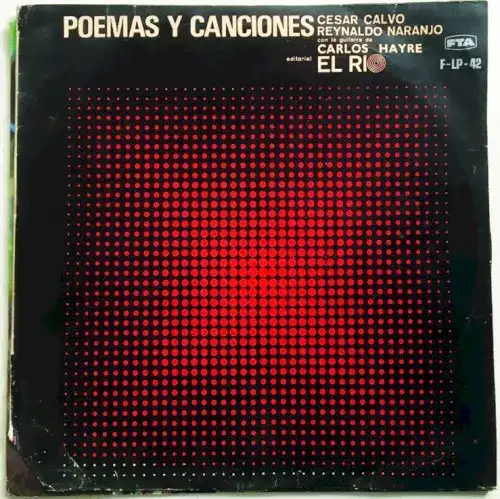 POEMAS Y CANCIONES
CESAR CALVO
REYNALDO NARANJO
con la guitarra de
CARLOS HAYRE
editorial EL RIO
FTA
F-LP-42